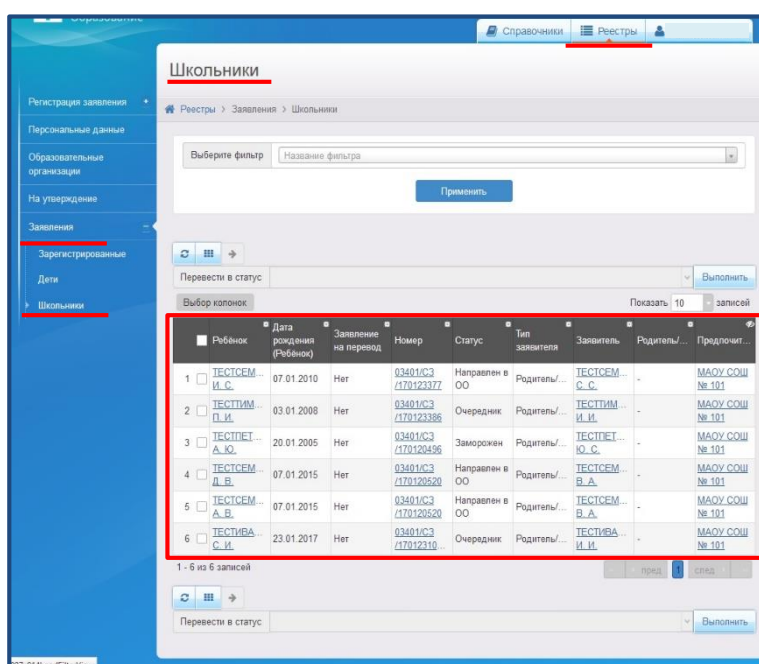 Образование
Справочники Реестры
Школьники
Регистрация заявления
Реестры > Заявления > Школьники
Персональные данные
Образовательные
организации
Выберите фильтр Название фильтра
Применить
На утверждение
Заявления
Зарегистрированные
Дети
Школьники
Перевести в статус Выполнить
Выбор колонок Показать 10 записей
Ребёнок Дата рождения (Ребёнок) Заявление на перевод Номер Статус Тип заявителя Заявитель Родитель/... Предпочит...
1 ТЕСТСЕМ... И. С. 07.01.2010 Нет 03401/СЗ /170123377 Направлен в ОО Родитель/... ТЕСТСЕМ... С. С. - МАОУ СОШ № 101
2 ТЕСТТИМ... П. И. 03.01.2008 Нет 03401/СЗ /170123386 Очередник Родитель/... ТЕСТТИМ... И. И. - МАОУ СОШ № 101
3 ТЕСТПЕТ... А. Ю. 20.01.2005 Нет 03401/СЗ /170120496 Заморожен Родитель/... ТЕСТПЕТ... Ю. С. - МАОУ СОШ № 101
4 ТЕСТСЕМ... Д. В. 07.01.2015 Нет 03401/СЗ /170120520 Направлен в ОО Родитель/... ТЕСТСЕМ... В. А. - МАОУ СОШ № 101
5 ТЕСТСЕМ... А. В. 07.01.2015 Нет 03401/СЗ /170120520 Направлен в ОО Родитель/... ТЕСТСЕМ... В. А. - МАОУ СОШ № 101
6 ТЕСТИВА... С. И. 23.01.2017 Нет 03401/СЗ /17012310... Очередник Родитель/... ТЕСТИВА... И. И. - МАОУ СОШ № 101
1 - 6 из 6 записей пред 1 след
Перевести в статус Выполнить